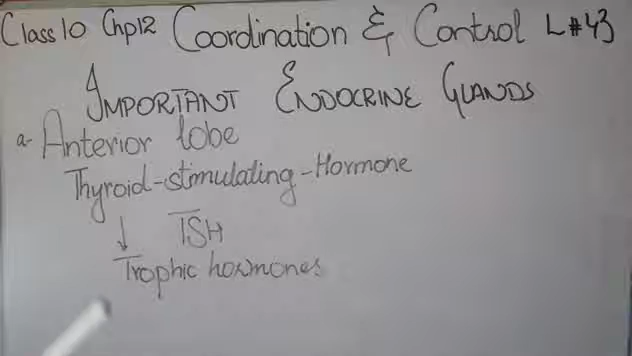 Class 10 Chp12 Coordination & Control L#43
IMPORTANT ENDOCRINE GLANDS
a- Anterior lobe
Thyroid-stimulating-Hormone
↓ TSH
Trophic hormones